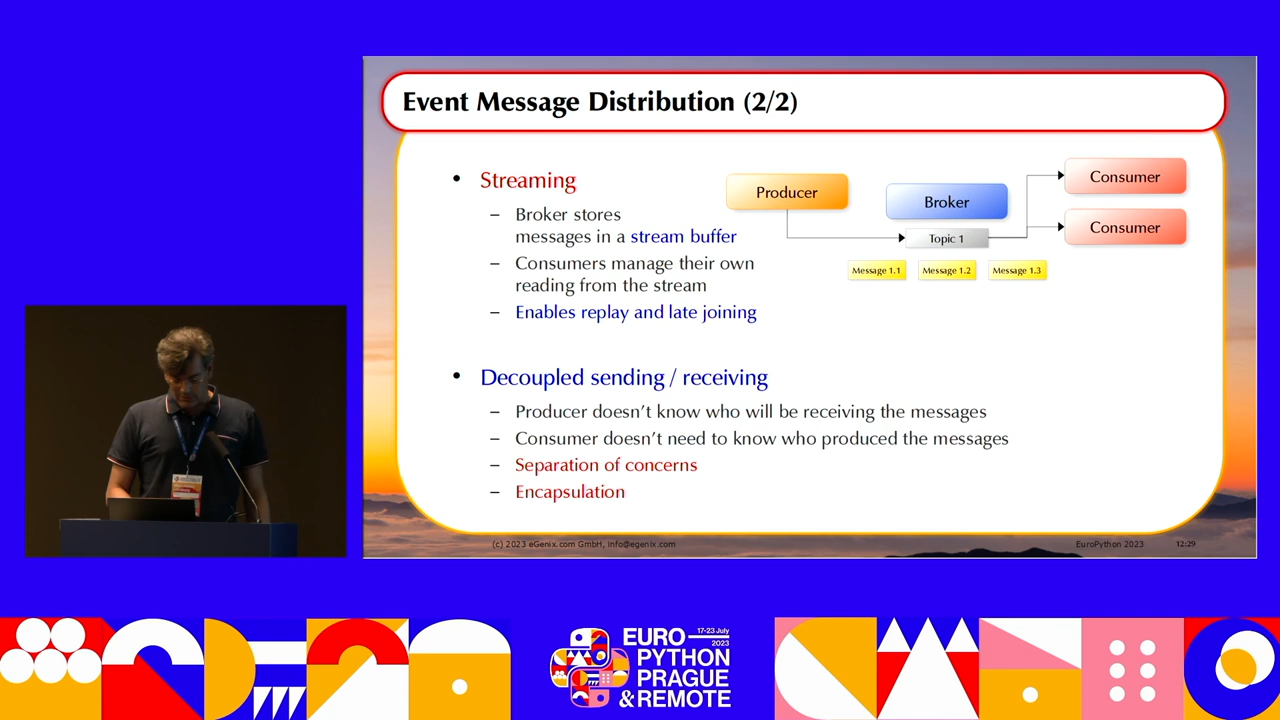 Event Message Distribution (2/2)
• Streaming
– Broker stores
messages in a stream buffer
– Consumers manage their own
reading from the stream
– Enables replay and late joining
Producer
Broker
Topic 1
Consumer
Consumer
Message 1.1
Message 1.2
Message 1.3
• Decoupled sending / receiving
– Producer doesn’t know who will be receiving the messages
– Consumer doesn’t need to know who produced the messages
– Separation of concerns
– Encapsulation
(c) 2023 eGenix.com GmbH, info@egenix.com
EuroPython 2023
12:29
EURO
17-23 July
2023
PYTHON
PRAGUE
& REMOTE